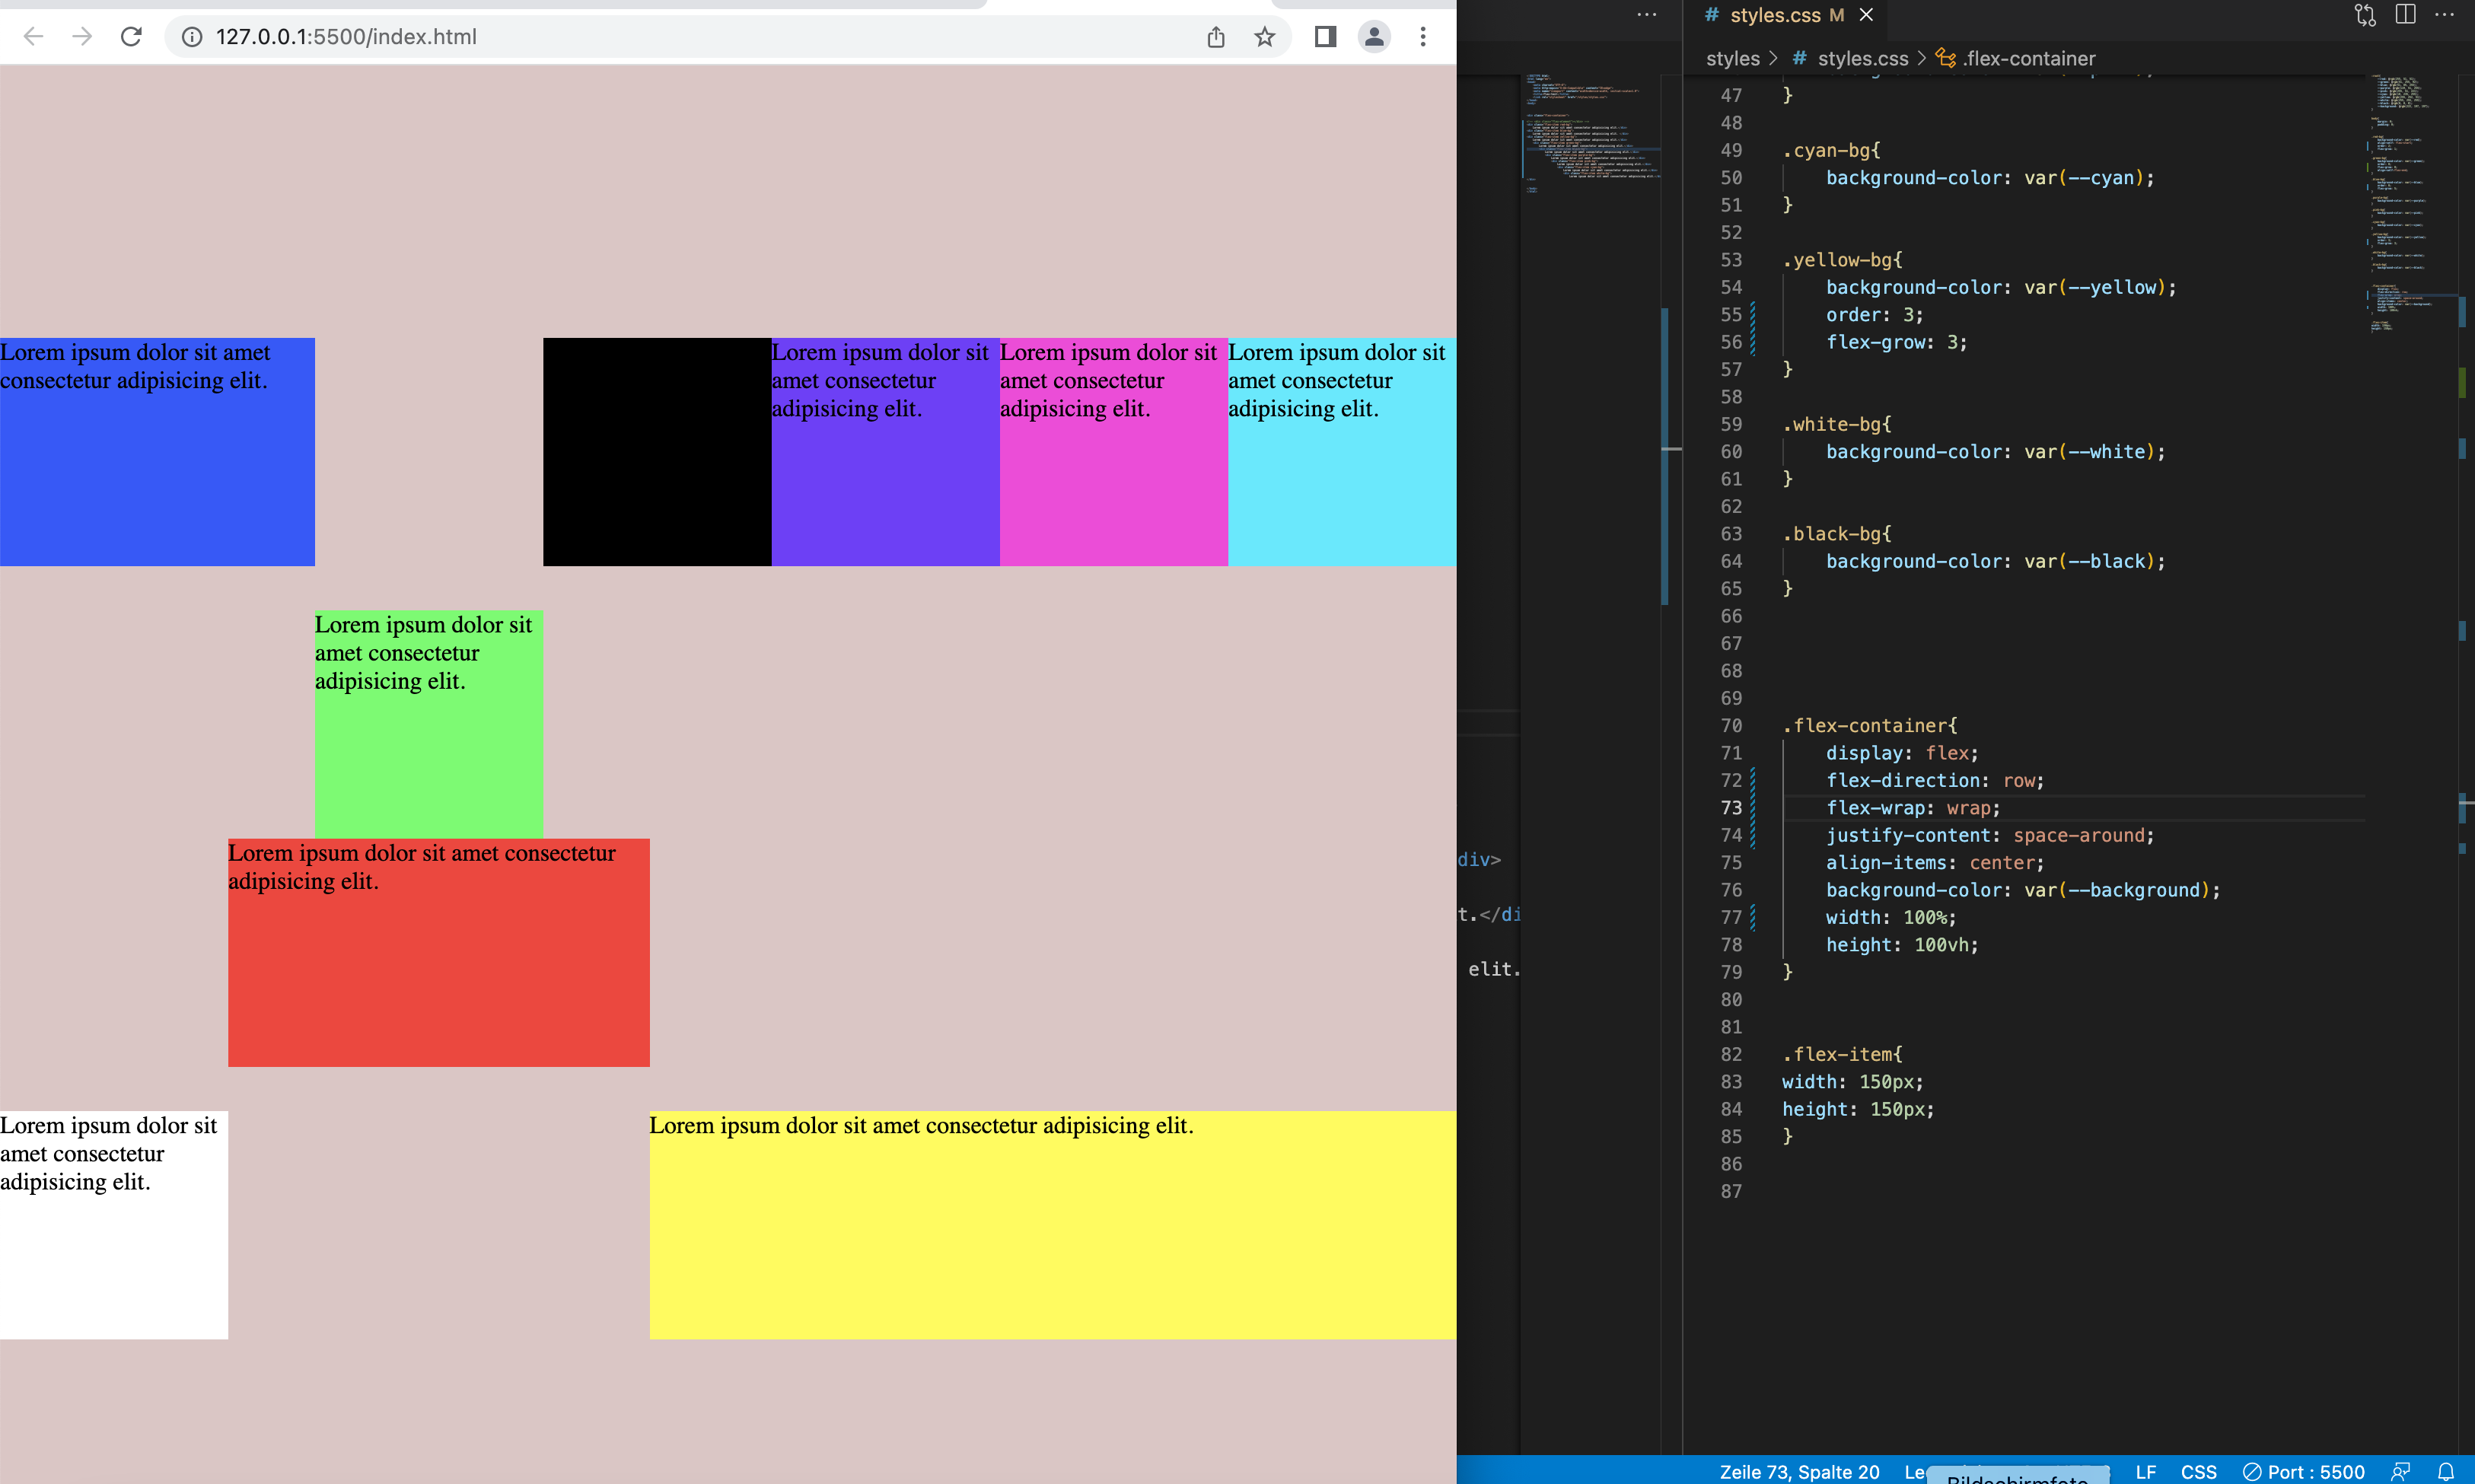 127.0.0.1:5500/index.html
Lorem ipsum dolor sit amet
consectetur adipisicing elit.
Lorem ipsum dolor sit
amet consectetur
adipisicing elit.
Lorem ipsum dolor sit
amet consectetur
adipisicing elit.
Lorem ipsum dolor sit
amet consectetur
adipisicing elit.
Lorem ipsum dolor sit
amet consectetur
adipisicing elit.
Lorem ipsum dolor sit amet consectetur
adipisicing elit.
Lorem ipsum dolor sit
amet consectetur
adipisicing elit.
Lorem ipsum dolor sit amet consectetur adipisicing elit.
div>
t.</di
elit.
# styles.css M
styles > # styles.css > .flex-container
47 }
48
49 .cyan-bg{
50 background-color: var(--cyan);
51 }
52
53 .yellow-bg{
54 background-color: var(--yellow);
55 order: 3;
56 flex-grow: 3;
57 }
58
59 .white-bg{
60 background-color: var(--white);
61 }
62
63 .black-bg{
64 background-color: var(--black);
65 }
66
67
68
69
70 .flex-container{
71 display: flex;
72 flex-direction: row;
73 flex-wrap: wrap;
74 justify-content: space-around;
75 align-items: center;
76 background-color: var(--background);
77 width: 100%;
78 height: 100vh;
79 }
80
81
82 .flex-item{
83 width: 150px;
84 height: 150px;
85 }
86
87
Zeile 73, Spalte 20 LF CSS Port : 5500